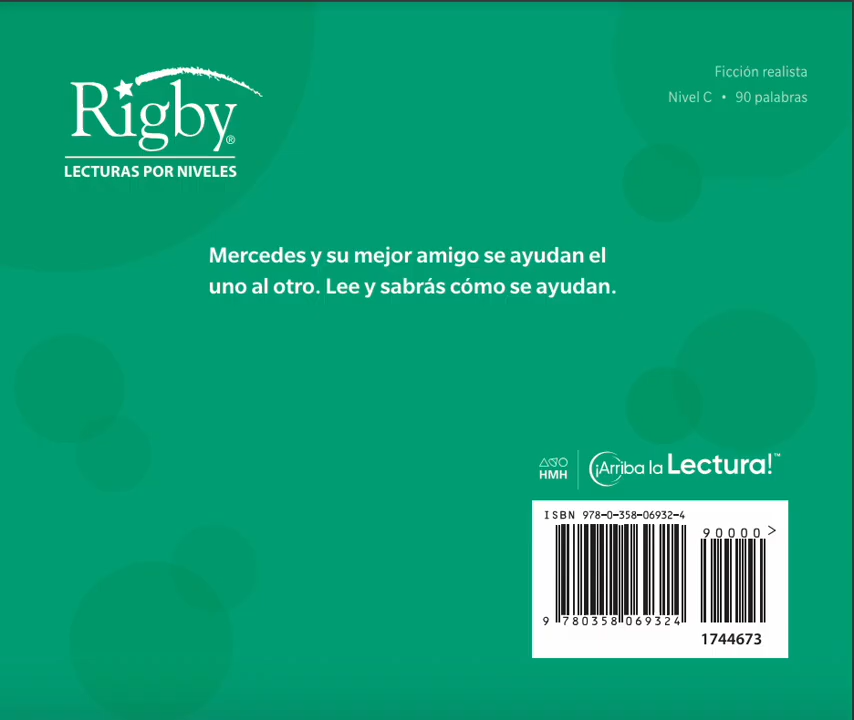 Rigby®
LECTURAS POR NIVELES
Ficción realista
Nivel C • 90 palabras
Mercedes y su mejor amigo se ayudan el
uno al otro. Lee y sabrás cómo se ayudan.
HMH
¡Arriba la Lectura!™
ISBN 978-0-358-06932-4
90000>
9 780358 069324
1744673